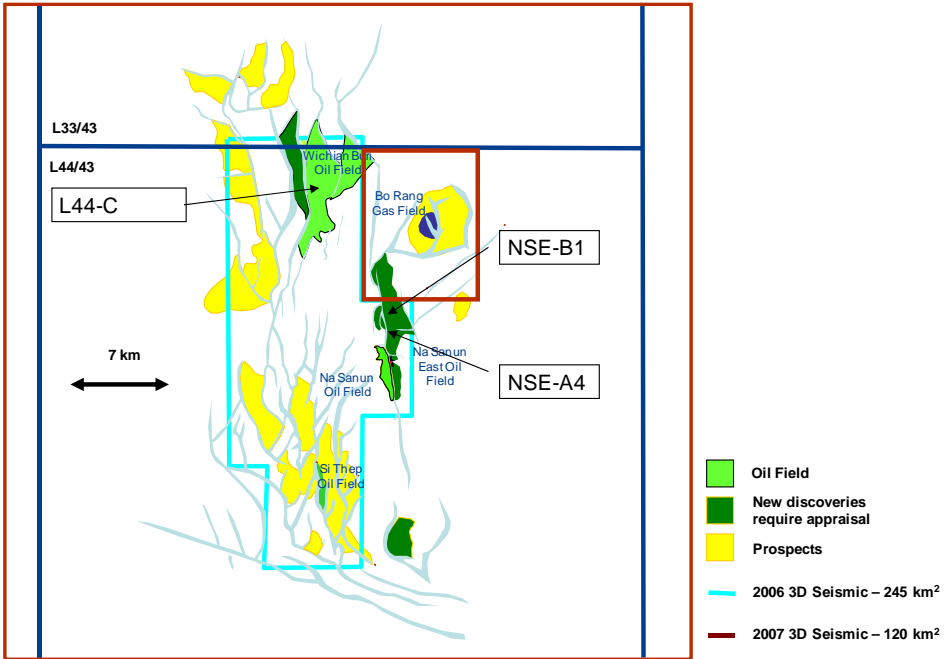 L33/43
L44/43
Wichian Buri
Oil Field
L44-C
Bo Rang
Gas Field
NSE-B1
7 km
Na Sanun
East Oil
Field
Na Sanun
Oil Field
NSE-A4
Si Thep
Oil Field
Oil Field
New discoveries
require appraisal
Prospects
2006 3D Seismic – 245 km²
2007 3D Seismic – 120 km²